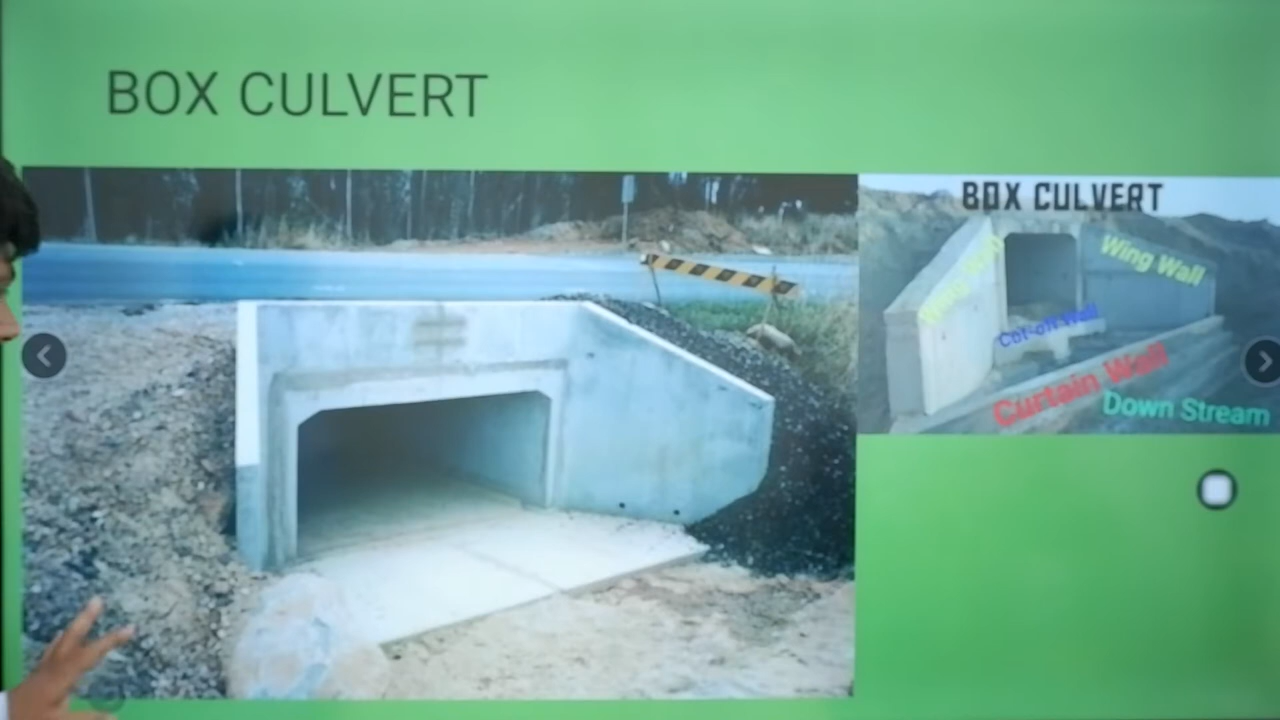 BOX CULVERT
BOX CULVERT
Wing Wall
Wing Wall
Cut-off Wall
Curtain Wall
Down Stream